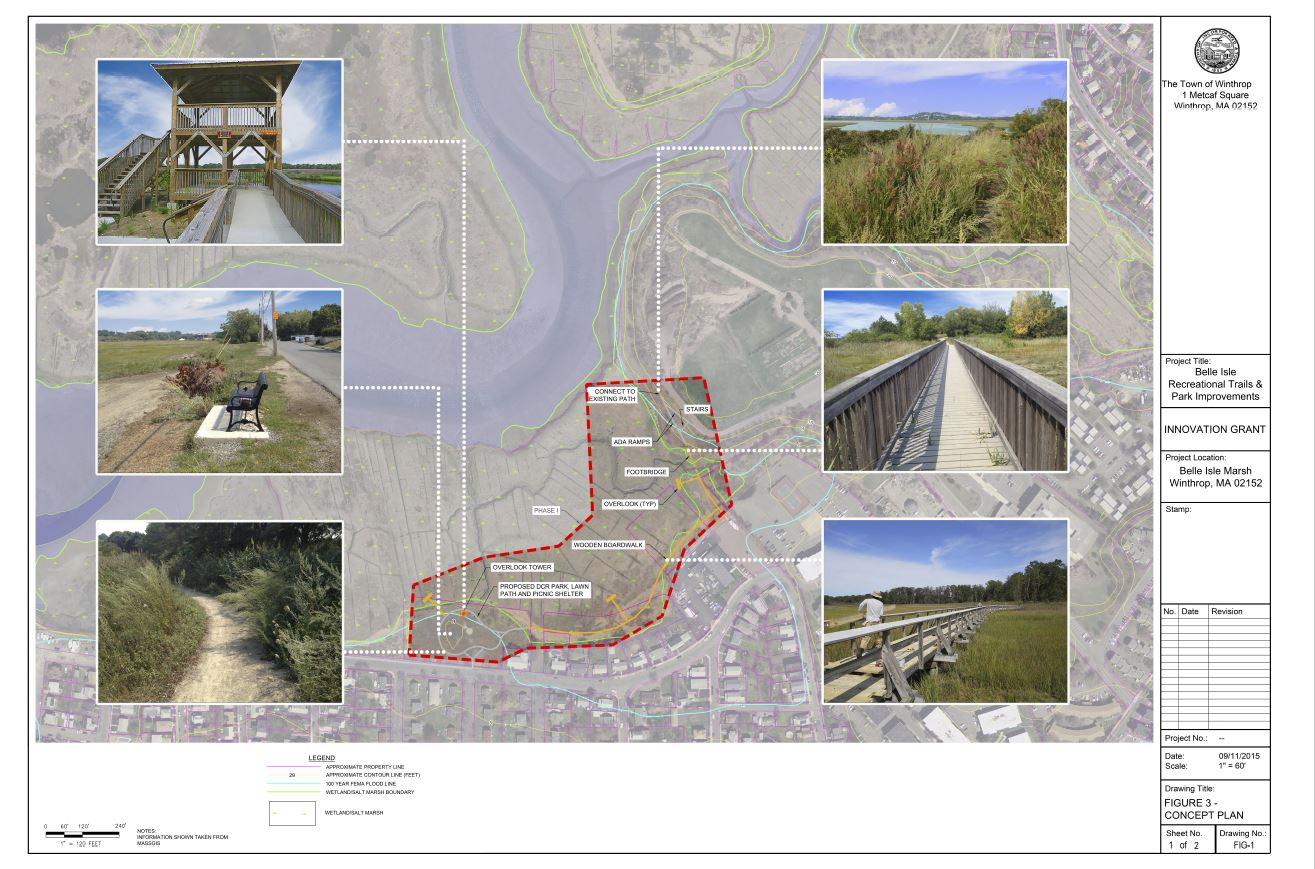 The Town of Winthrop
1 Metcaf Square
Winthrop, MA 02152
CONNECT TO
EXISTING PATH
STAIRS
ADA RAMPS
FOOTBRIDGE
OVERLOOK (TYP)
PHASE I
WOODEN BOARDWALK
OVERLOOK TOWER
PROPOSED DCR PARK, LAWN
PATH AND PICNIC SHELTER
Project Title:
Belle Isle
Recreational Trails &
Park Improvements
INNOVATION GRANT
Project Location:
Belle Isle Marsh
Winthrop, MA 02152
Stamp:
No. Date Revision
Project No.: --
Date: 09/11/2015
Scale: 1" = 60'
Drawing Title:
FIGURE 3 -
CONCEPT PLAN
Sheet No. Drawing No.:
1 of 2 FIG-1
LEGEND
APPROXIMATE PROPERTY LINE
29 APPROXIMATE CONTOUR LINE (FEET)
100 YEAR FEMA FLOOD LINE
WETLAND/SALT MARSH BOUNDARY
WETLAND/SALT MARSH
0 60' 120' 240'
1" = 120 FEET
NOTES:
INFORMATION SHOWN TAKEN FROM
MASSGIS